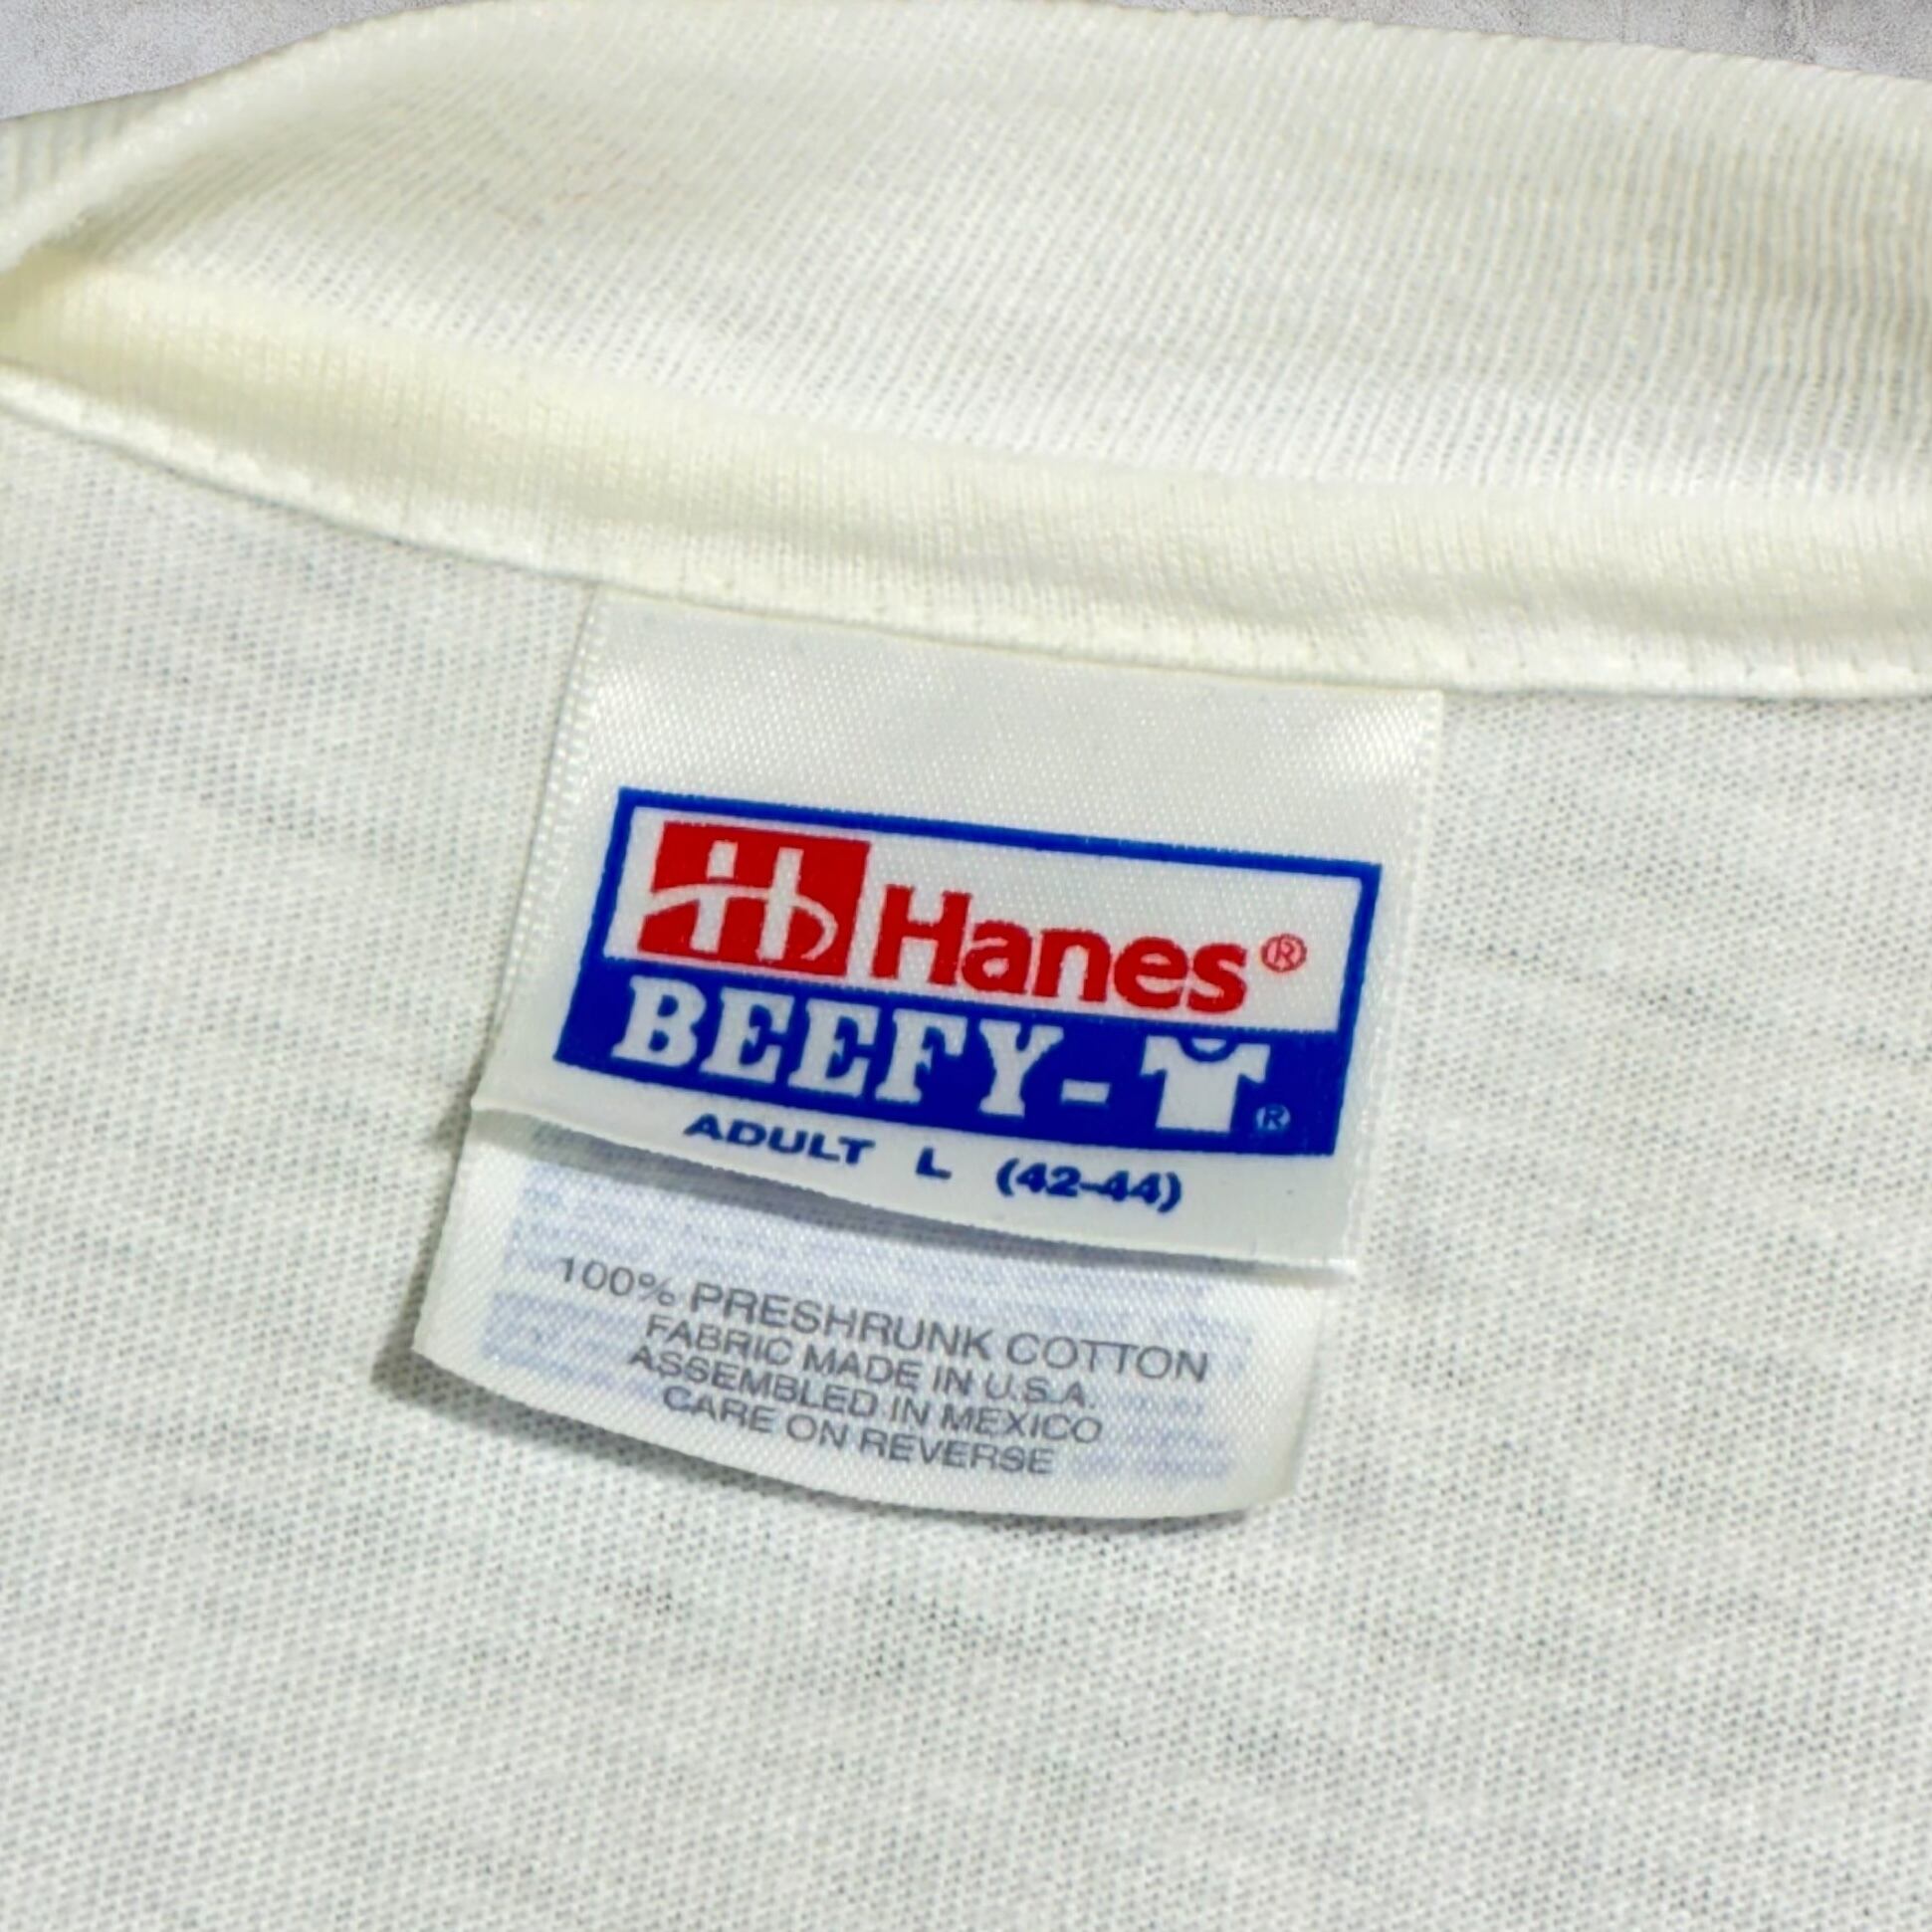 Hanes®
BEEFY-T®
ADULT L (42-44)
100% PRESHRUNK COTTON
FABRIC MADE IN U.S.A.
ASSEMBLED IN MEXICO
CARE ON REVERSE